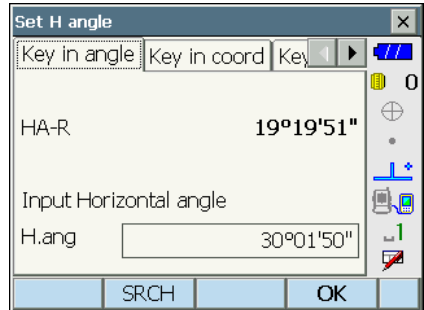 Set H angle
Key in angle Key in coord Key
0
HA-R 19°19'51"
Input Horizontal angle
H.ang 30°01'50"
1
SRCH OK